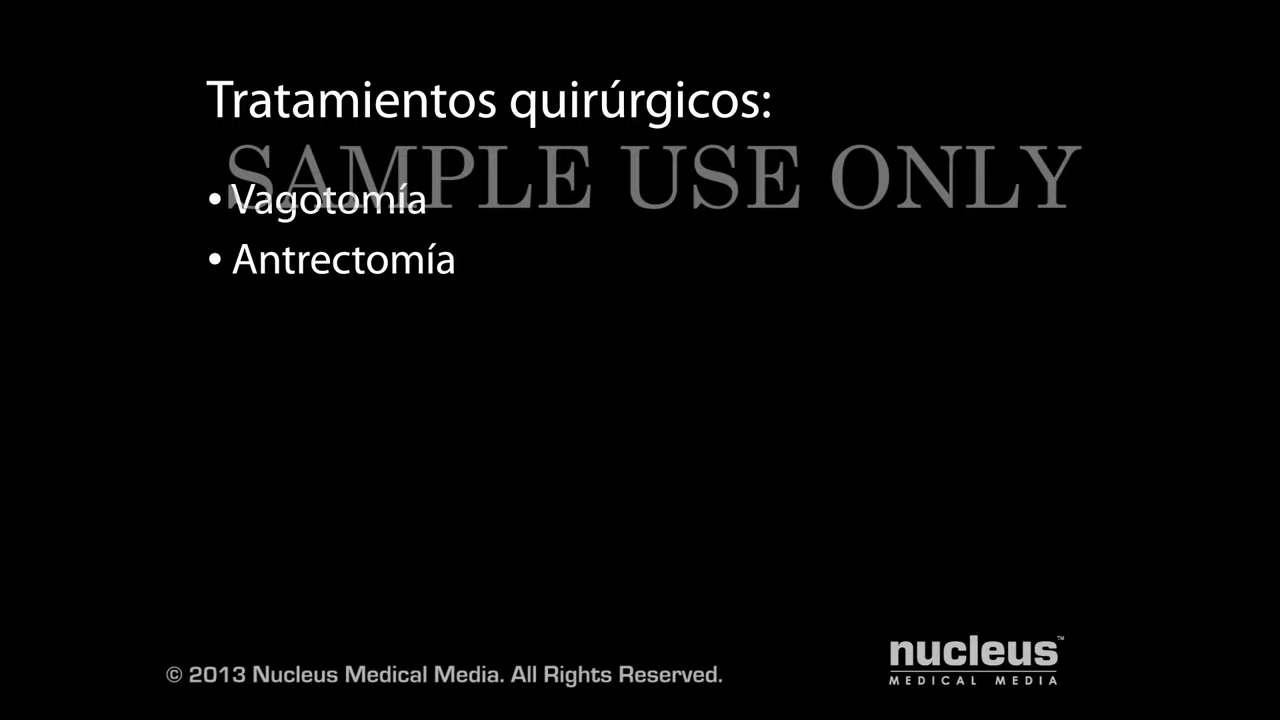 Tratamientos quirúrgicos:
SAMPLE USE ONLY
• Vagotomía
• Antrectomía
nucleus™
MEDICAL MEDIA
© 2013 Nucleus Medical Media. All Rights Reserved.